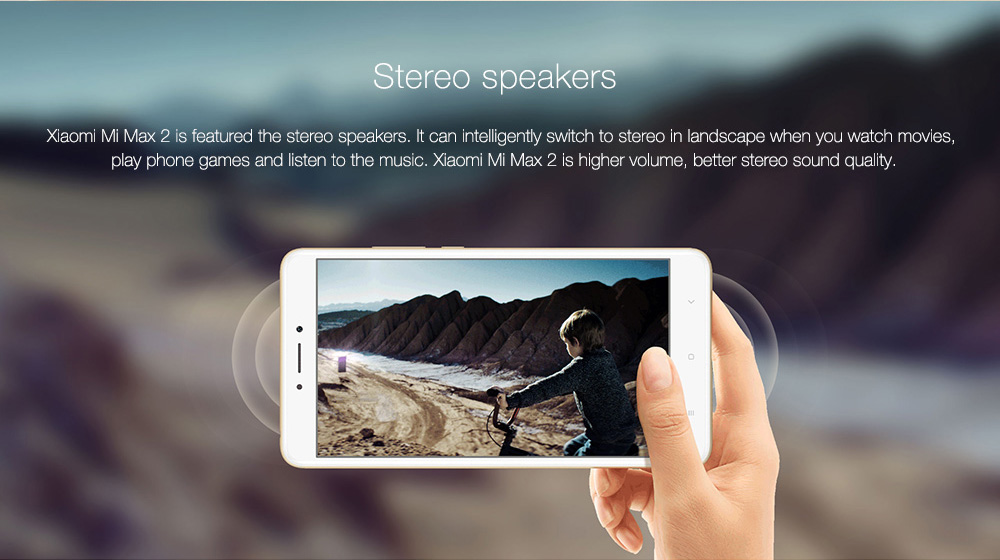 Stereo speakers
Xiaomi Mi Max 2 is featured the stereo speakers. It can intelligently switch to stereo in landscape when you watch movies,
play phone games and listen to the music. Xiaomi Mi Max 2 is higher volume, better stereo sound quality.